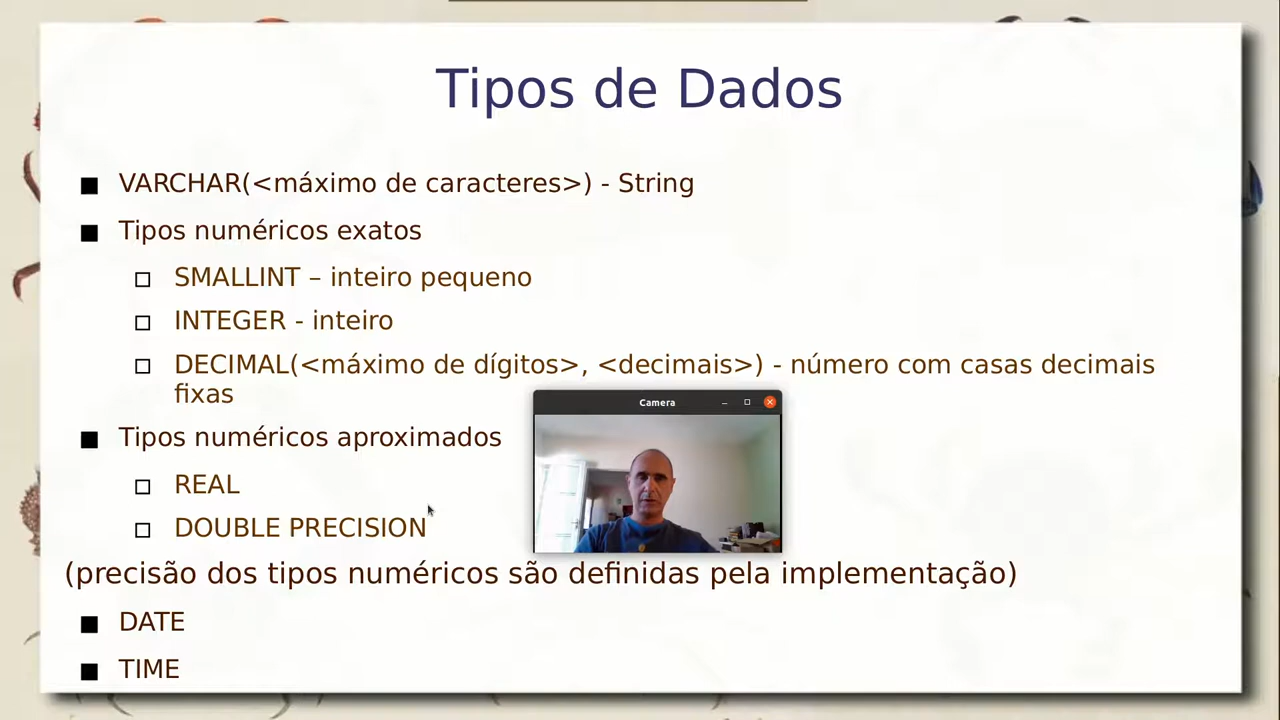 Tipos de Dados
VARCHAR(<máximo de caracteres>) - String
Tipos numéricos exatos
SMALLINT – inteiro pequeno
INTEGER - inteiro
DECIMAL(<máximo de dígitos>, <decimais>) - número com casas decimais
fixas
Camera
Tipos numéricos aproximados
REAL
DOUBLE PRECISION
(precisão dos tipos numéricos são definidas pela implementação)
DATE
TIME